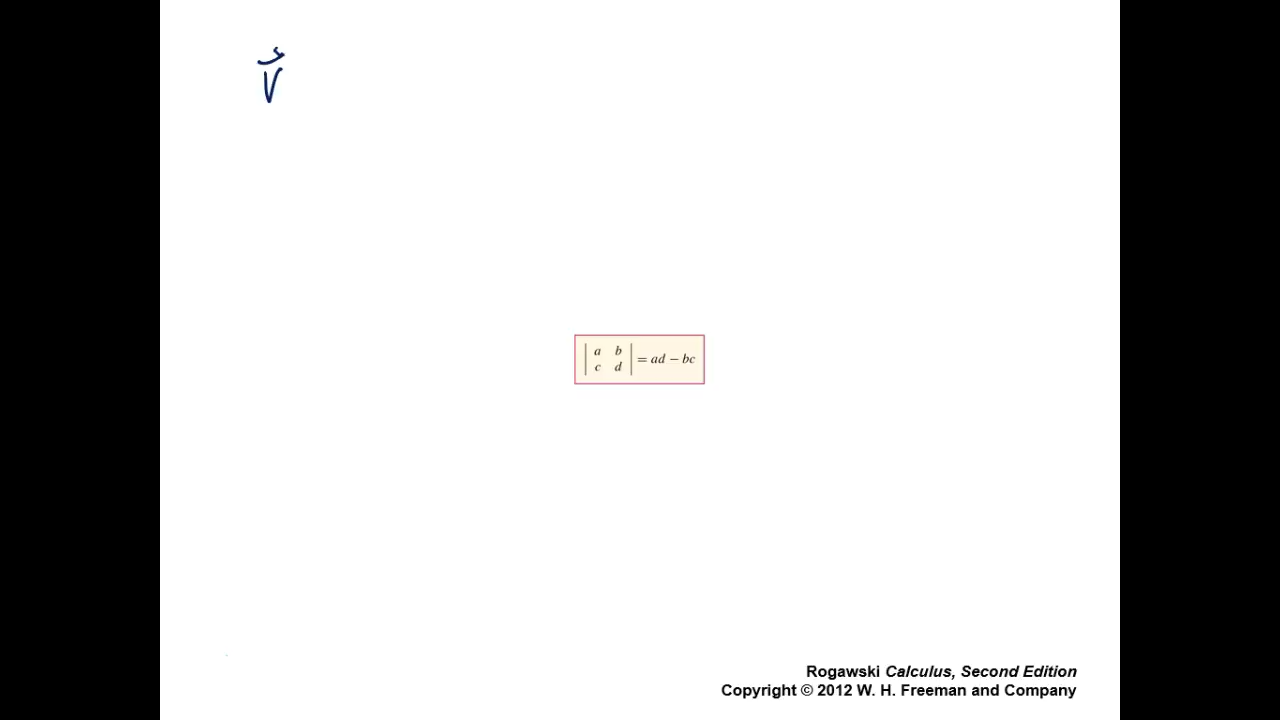 v⃗
| a b |
| c d | = ad − bc
Rogawski Calculus, Second Edition
Copyright © 2012 W. H. Freeman and Company